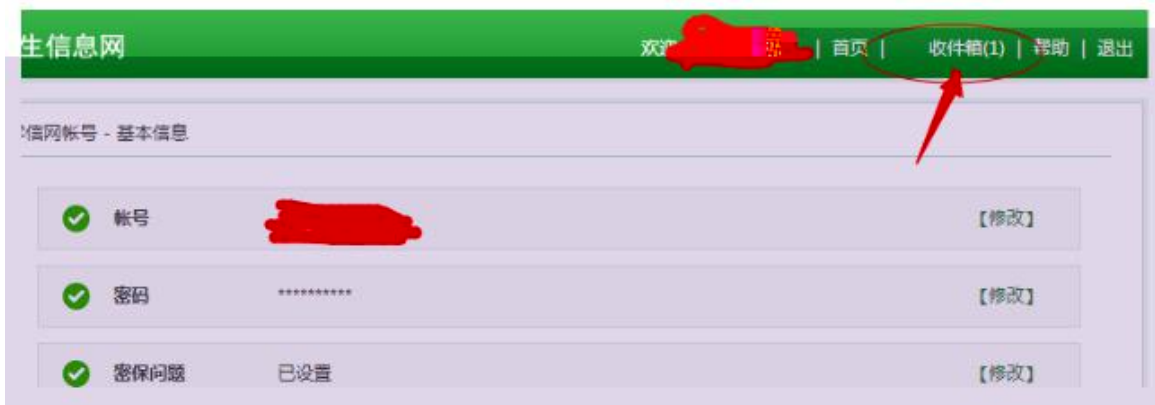 生信息网 欢迎 | 首页 | 收件箱(1) | 帮助 | 退出
信网帐号 - 基本信息
帐号 【修改】
密码 ********** 【修改】
密保问题 已设置 【修改】